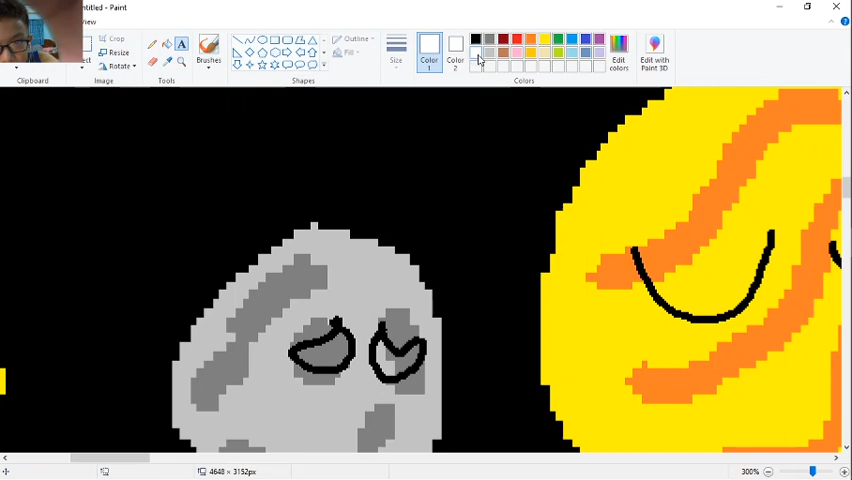 ntitled - Paint
iew
Crop
Resize
Rotate
ect
A
Brushes
Outline
Fill
Size
Color
1
Color
2
Edit
colors
Edit with
Paint 3D
Clipboard
Image
Tools
Shapes
Colors
4648 × 3152px
300%